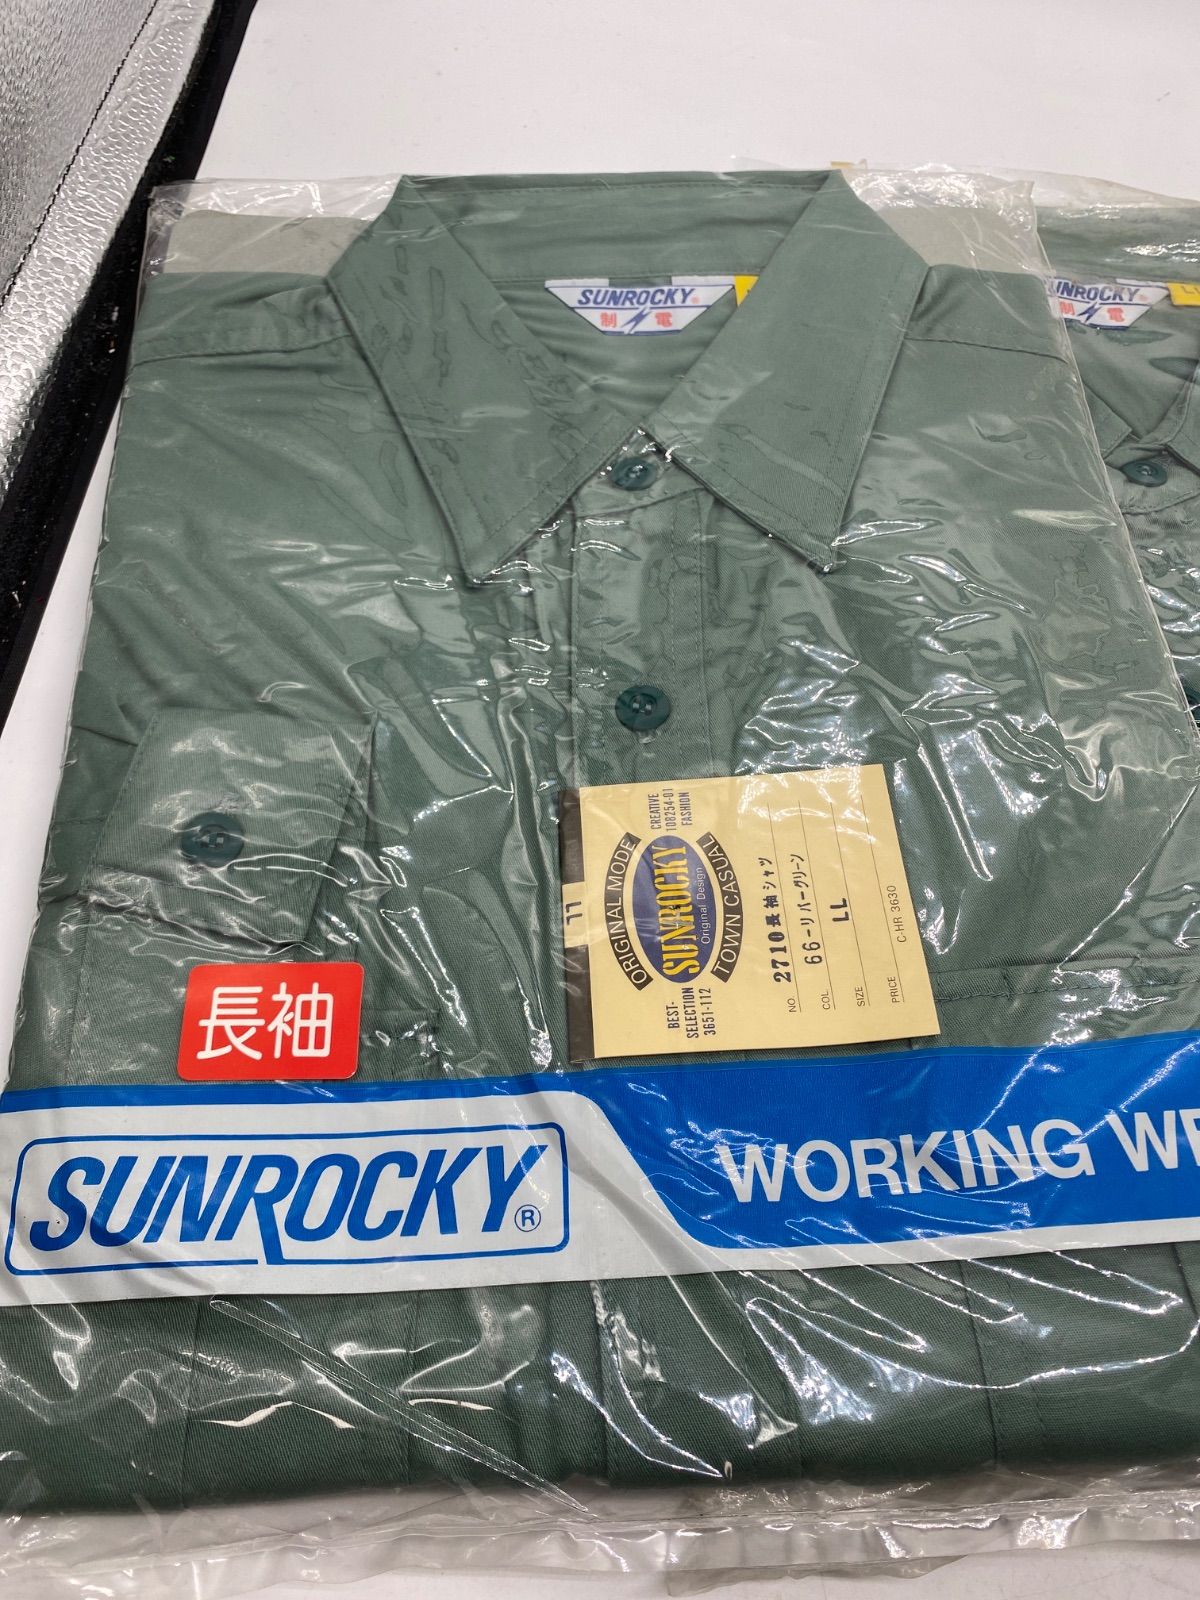 SUNROCKY®
制電
UNROCKY®
制電
LL
ORIGINAL MODE
SUNROCKY
Original Design
TOWN CASUAL
CREATIVE
108254-01
FASHION
BEST-
SELECTION
3651-112
NO. 2710長袖シャツ
COL. 66-リバーグリーン
SIZE LL
PRICE C-HR 3630
長袖
SUNROCKY®
WORKING WE